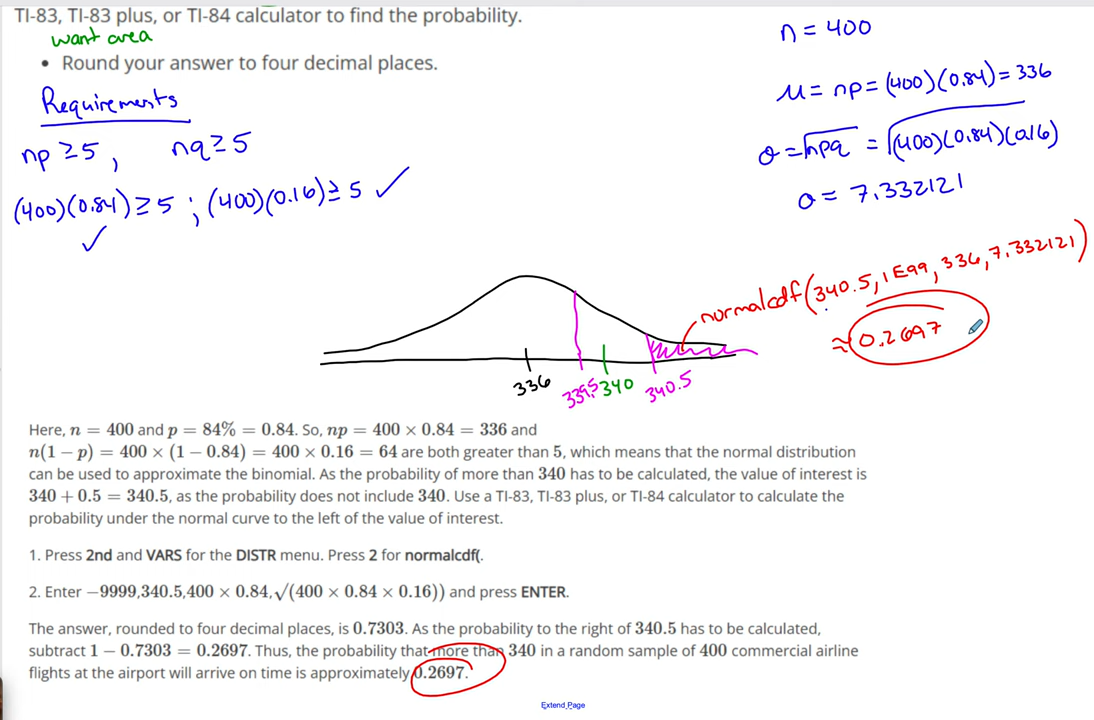 TI-83, TI-83 plus, or TI-84 calculator to find the probability.
want area
• Round your answer to four decimal places.
Requirements
np ≥ 5, nq ≥ 5
(400)(0.84) ≥ 5 ; (400)(0.16) ≥ 5 ✓
✓
n = 400
μ = np = (400)(0.84) = 336
σ = √npq = √(400)(0.84)(0.16)
σ = 7.332121
normalcdf(340.5, 1E99, 336, 7.332121)
≈ 0.2697
336 339.5 340 340.5
Here, n = 400 and p = 84% = 0.84. So, np = 400 × 0.84 = 336 and
n(1 − p) = 400 × (1 − 0.84) = 400 × 0.16 = 64 are both greater than 5, which means that the normal distribution
can be used to approximate the binomial. As the probability of more than 340 has to be calculated, the value of interest is
340 + 0.5 = 340.5, as the probability does not include 340. Use a TI-83, TI-83 plus, or TI-84 calculator to calculate the
probability under the normal curve to the left of the value of interest.
1. Press 2nd and VARS for the DISTR menu. Press 2 for normalcdf(.
2. Enter −9999,340.5,400 × 0.84,√(400 × 0.84 × 0.16)) and press ENTER.
The answer, rounded to four decimal places, is 0.7303. As the probability to the right of 340.5 has to be calculated,
subtract 1 − 0.7303 = 0.2697. Thus, the probability that more than 340 in a random sample of 400 commercial airline
flights at the airport will arrive on time is approximately 0.2697.
Extend Page